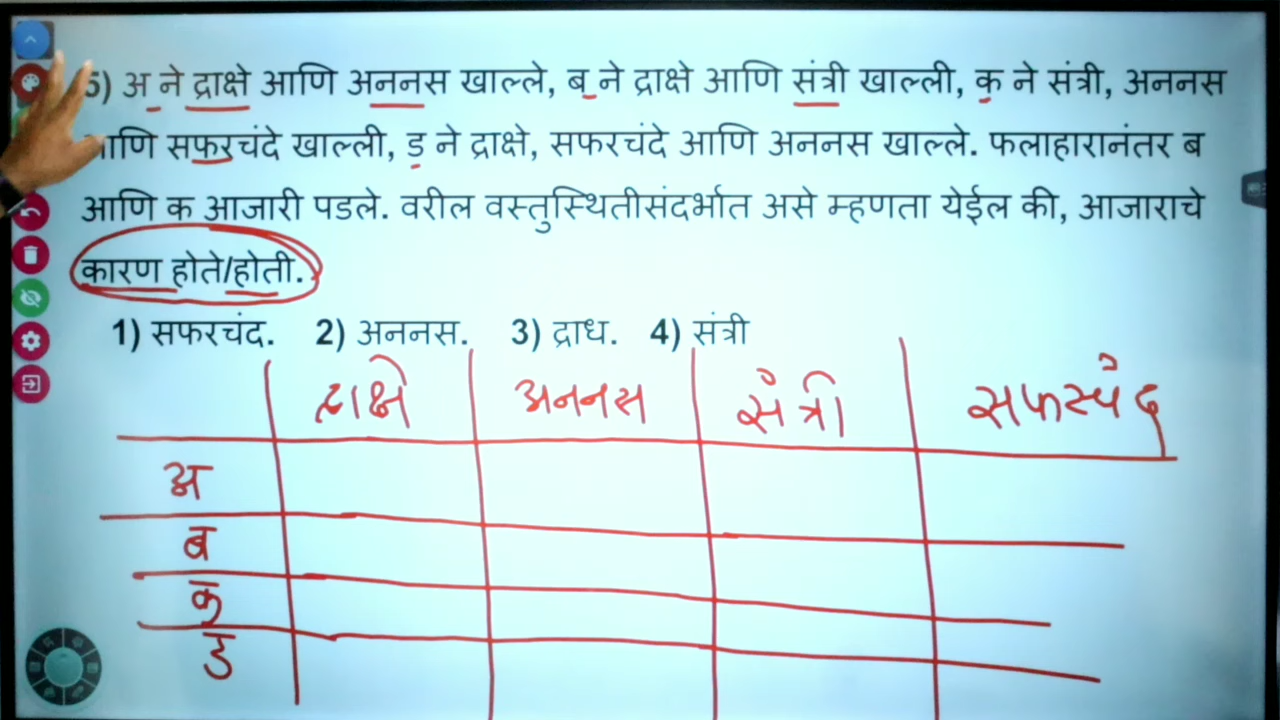 5) अ ने द्राक्षे आणि अननस खाल्ले, ब ने द्राक्षे आणि संत्री खाल्ली, क ने संत्री, अननस
आणि सफरचंदे खाल्ली, ड ने द्राक्षे, सफरचंदे आणि अननस खाल्ले. फलाहारानंतर ब
आणि क आजारी पडले. वरील वस्तुस्थितीसंदर्भात असे म्हणता येईल की, आजाराचे
कारण होते/होती.
1) सफरचंद. 2) अननस. 3) द्राध. 4) संत्री
द्राक्षे अननस संत्री सफरचंद
अ
ब
क
ड